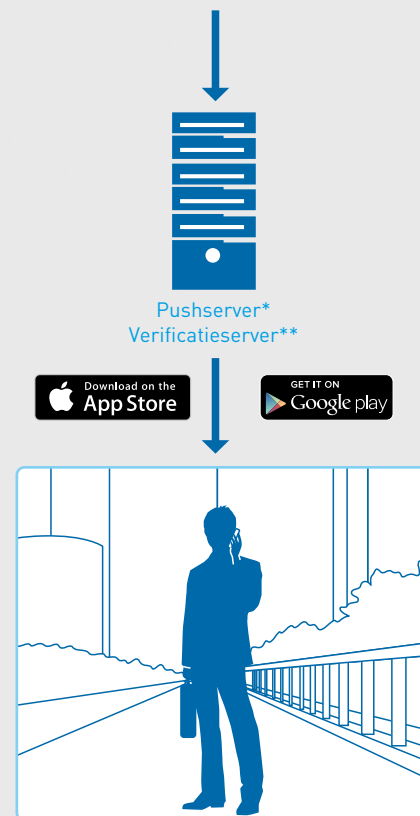 Pushserver*
Verificatieserver**
Download on the
App Store
GET IT ON
Google play